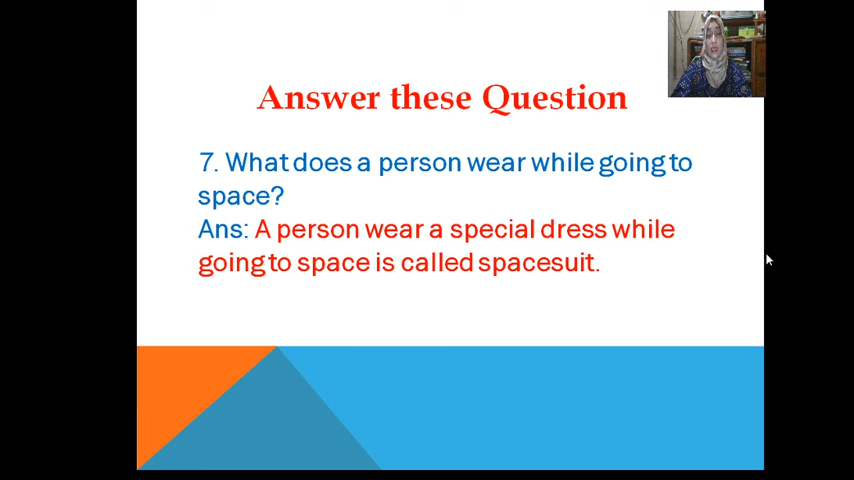 Answer these Question
7. What does a person wear while going to
space?
Ans: A person wear a special dress while
going to space is called spacesuit.